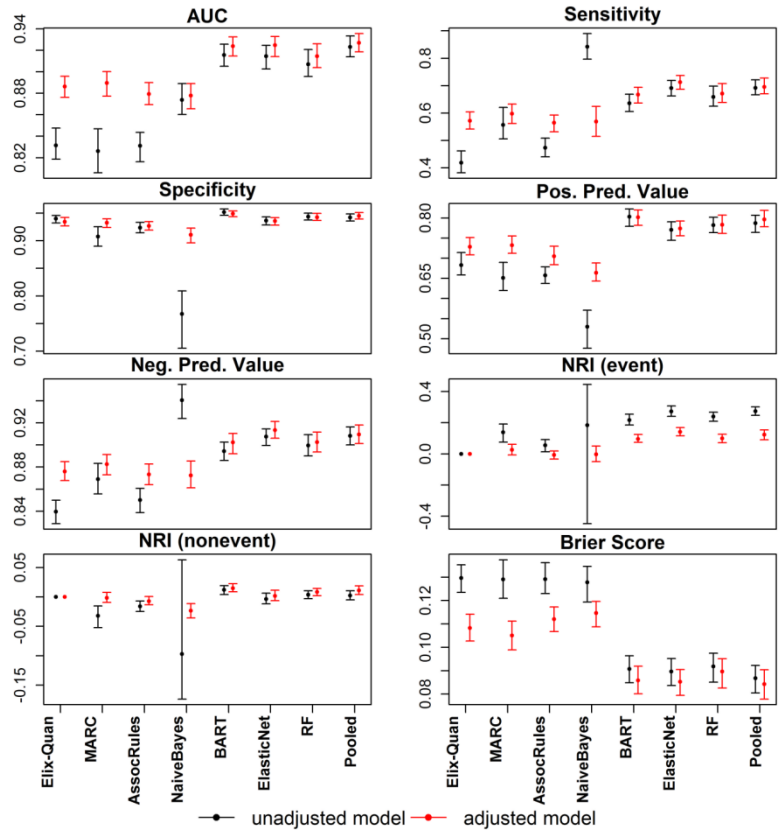 AUC
0.94
0.88
0.82
Sensitivity
0.8
0.6
0.4
Specificity
0.90
0.80
0.70
Pos. Pred. Value
0.80
0.65
0.50
Neg. Pred. Value
0.92
0.88
0.84
NRI (event)
0.4
0.0
-0.4
NRI (nonevent)
0.05
-0.05
-0.15
Brier Score
0.12
0.10
0.08
Elix-Quan
MARC
AssocRules
NaiveBayes
BART
ElasticNet
RF
Pooled
Elix-Quan
MARC
AssocRules
NaiveBayes
BART
ElasticNet
RF
Pooled
unadjusted model
adjusted model